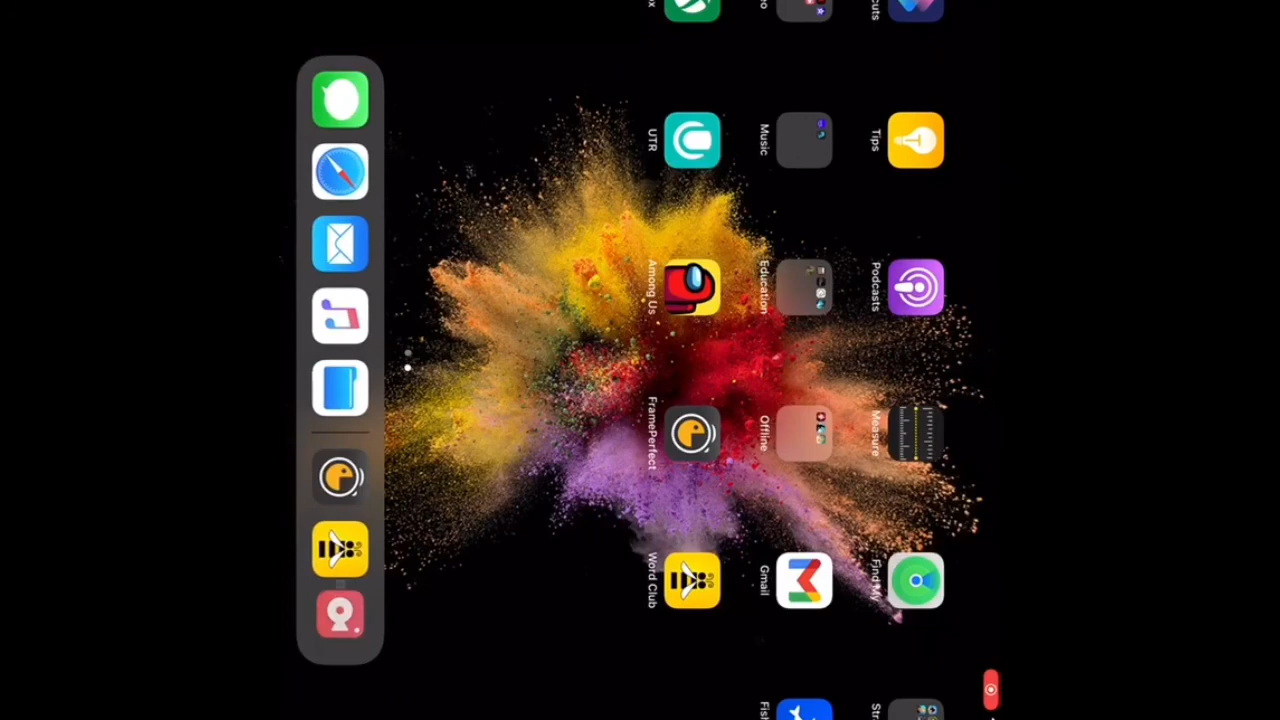 Tips
Podcasts
Measure
Find My
Music
Education
Offline
Gmail
UTR
Among Us
FramePerfect
Word Club